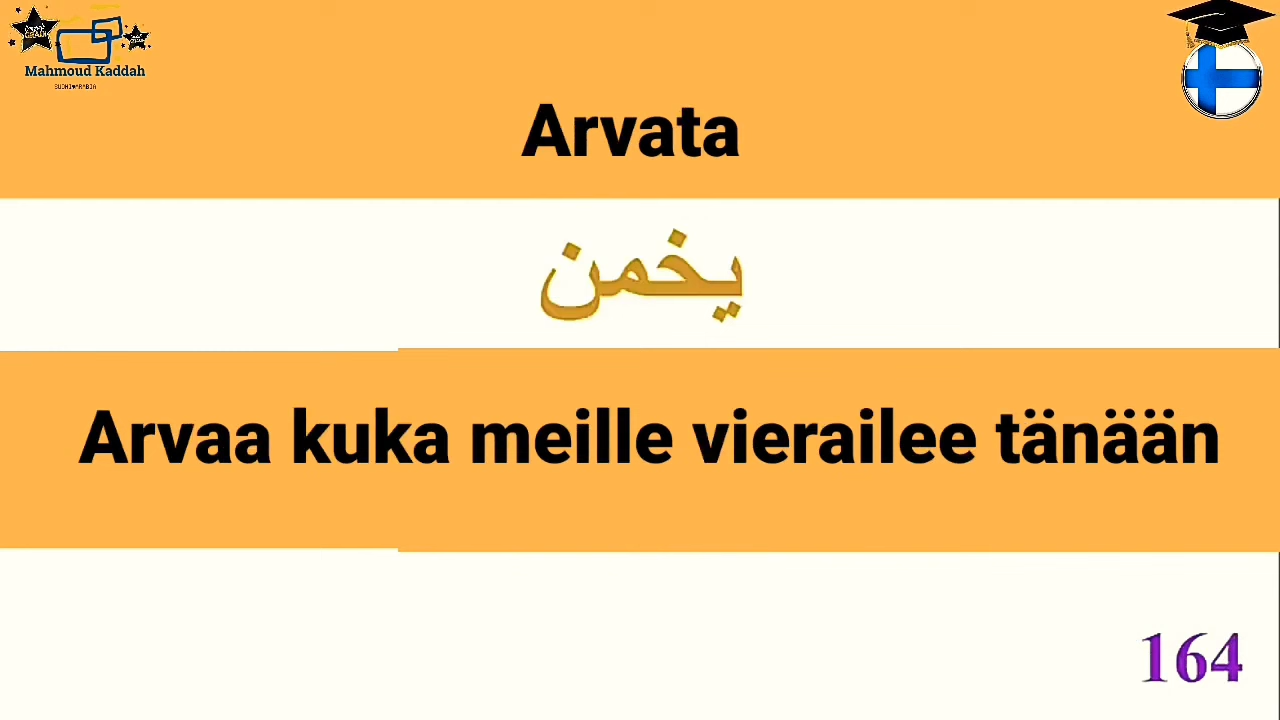 Mahmoud Kaddah
Arvata
يخمن
Arvaa kuka meille vierailee tänään
164